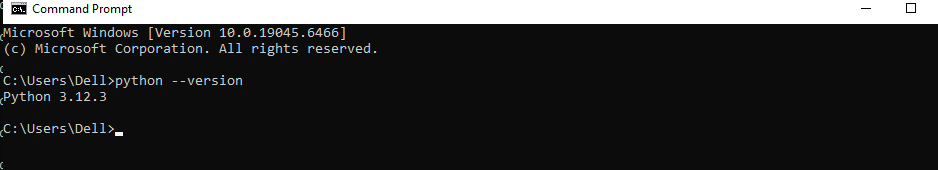 Command Prompt
Microsoft Windows [Version 10.0.19045.6466]
(c) Microsoft Corporation. All rights reserved.
C:\Users\Dell>python --version
Python 3.12.3
C:\Users\Dell>